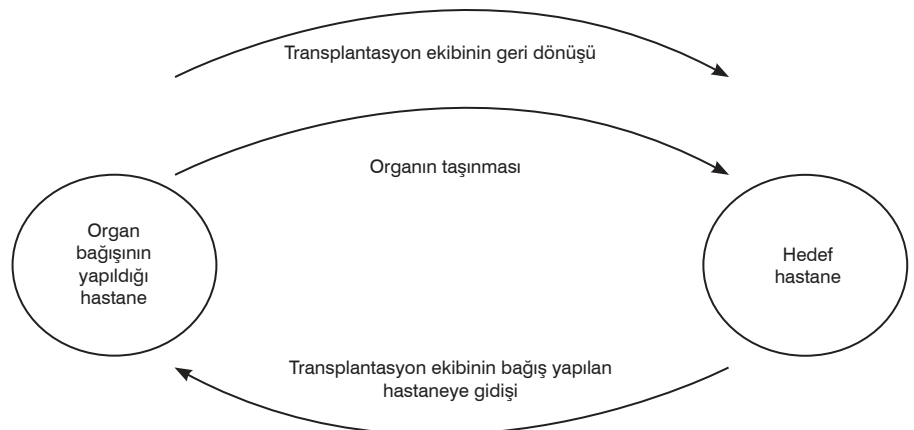 Transplantasyon ekibinin geri dönüşü
Organın taşınması
Organ
bağışının
yapıldığı
hastane
Hedef
hastane
Transplantasyon ekibinin bağış yapılan
hastaneye gidişi